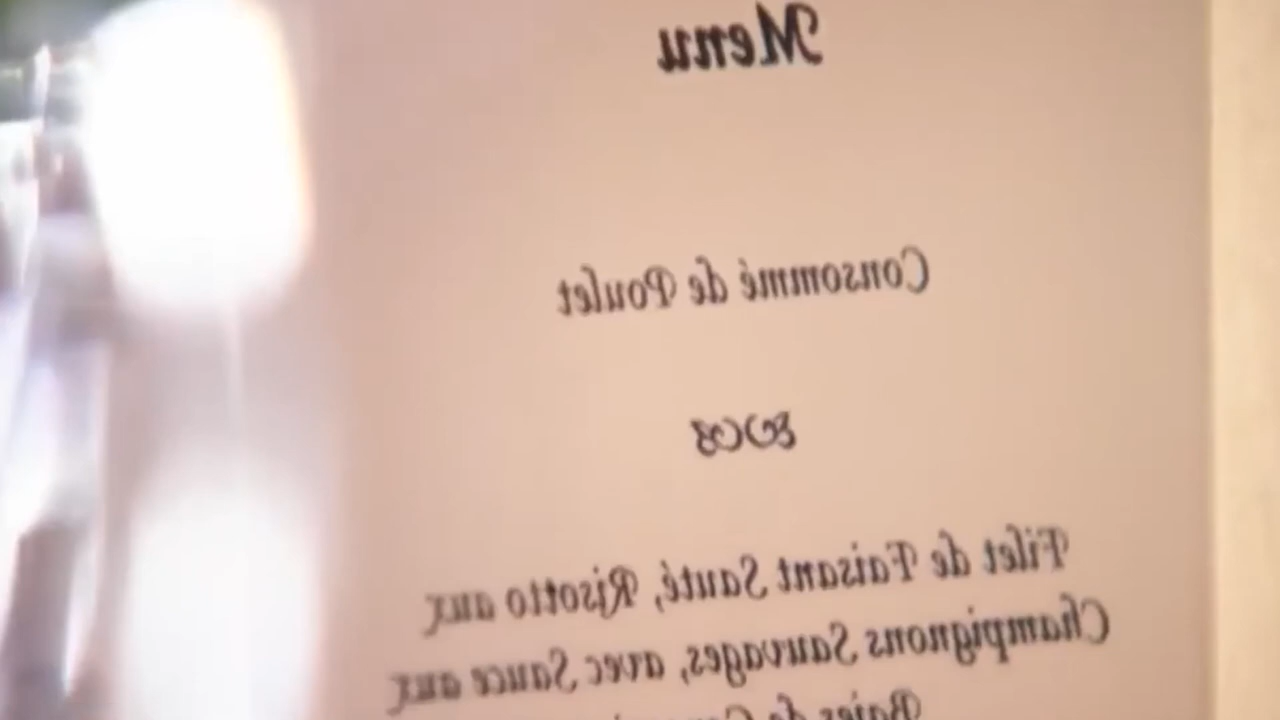 Menu
Consommé de Poulet
Filet de Faisant Sauté, Risotto aux
Champignons Sauvages, avec Sauce aux
Baies de